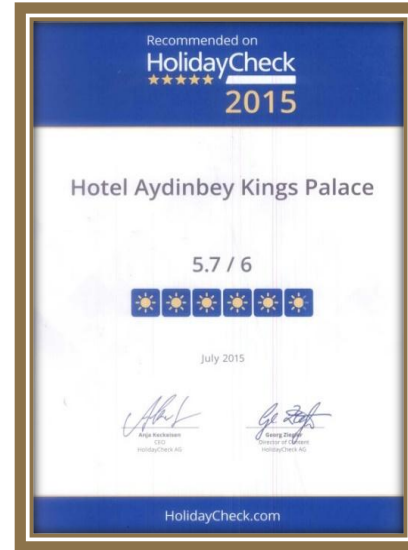 Recommended on
HolidayCheck
2015
Hotel Aydinbey Kings Palace
5.7 / 6
July 2015
Anja Keckeisen
CEO
HolidayCheck AG
Georg Ziegler
Director of Content
HolidayCheck AG
HolidayCheck.com